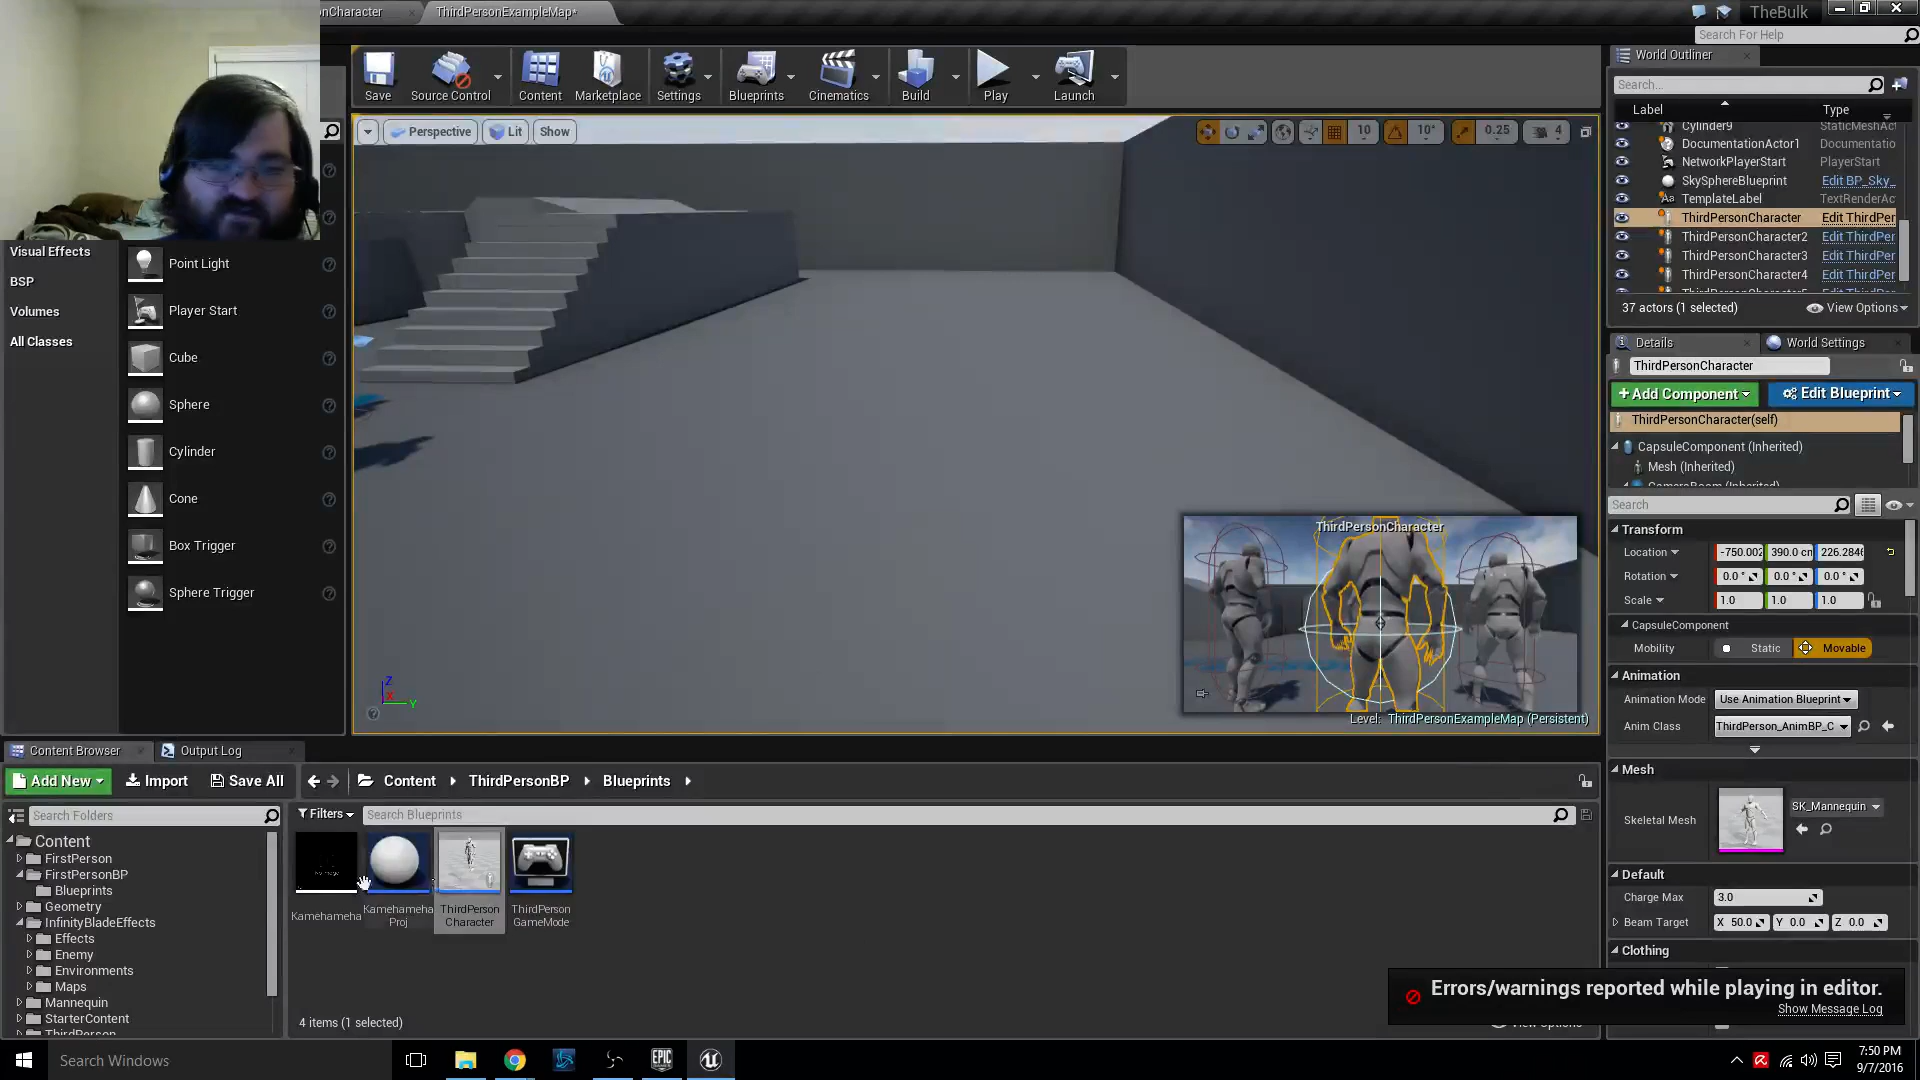 onCharacter
ThirdPersonExampleMap*
TheBulk
Search For Help
Save
Source Control
Content
Marketplace
Settings
Blueprints
Cinematics
Build
Play
Launch
World Outliner
Search...
Label
Type
Perspective
Lit
Show
10
10°
0.25
4
Cylinder9
StaticMeshAct
DocumentationActor1
Documentatio
NetworkPlayerStart
PlayerStart
SkySphereBlueprint
Edit BP_Sky_
TemplateLabel
TextRenderAc
ThirdPersonCharacter
Edit ThirdPer
ThirdPersonCharacter2
Edit ThirdPer
ThirdPersonCharacter3
Edit ThirdPer
ThirdPersonCharacter4
Edit ThirdPer
37 actors (1 selected)
View Options
Details
World Settings
ThirdPersonCharacter
+Add Component
Edit Blueprint
ThirdPersonCharacter(self)
CapsuleComponent (Inherited)
Mesh (Inherited)
CameraBoom (Inherited)
Search
Transform
Location
-750.002
390.0 cm
226.2846
Rotation
0.0 °
0.0 °
0.0 °
Scale
1.0
1.0
1.0
CapsuleComponent
Mobility
Static
Movable
Animation
Animation Mode
Use Animation Blueprint
Anim Class
ThirdPerson_AnimBP_C
Mesh
Skeletal Mesh
SK_Mannequin
Default
Charge Max
3.0
Beam Target
X 50.0
Y 0.0
Z 0.0
Clothing
Visual Effects
BSP
Volumes
All Classes
Point Light
Player Start
Cube
Sphere
Cylinder
Cone
Box Trigger
Sphere Trigger
ThirdPersonCharacter
Z
X
Y
Level: ThirdPersonExampleMap (Persistent)
Content Browser
Output Log
Add New
Import
Save All
Content
ThirdPersonBP
Blueprints
Search Folders
Filters
Search Blueprints
Content
FirstPerson
FirstPersonBP
Blueprints
Geometry
InfinityBladeEffects
Effects
Enemy
Environments
Maps
Mannequin
StarterContent
ThirdPerson
Kamehameha
Kamehameha
Proj
ThirdPerson
Character
ThirdPerson
GameMode
4 items (1 selected)
View Options
Errors/warnings reported while playing in editor.
Show Message Log
Search Windows
EPIC
7:50 PM
9/7/2016